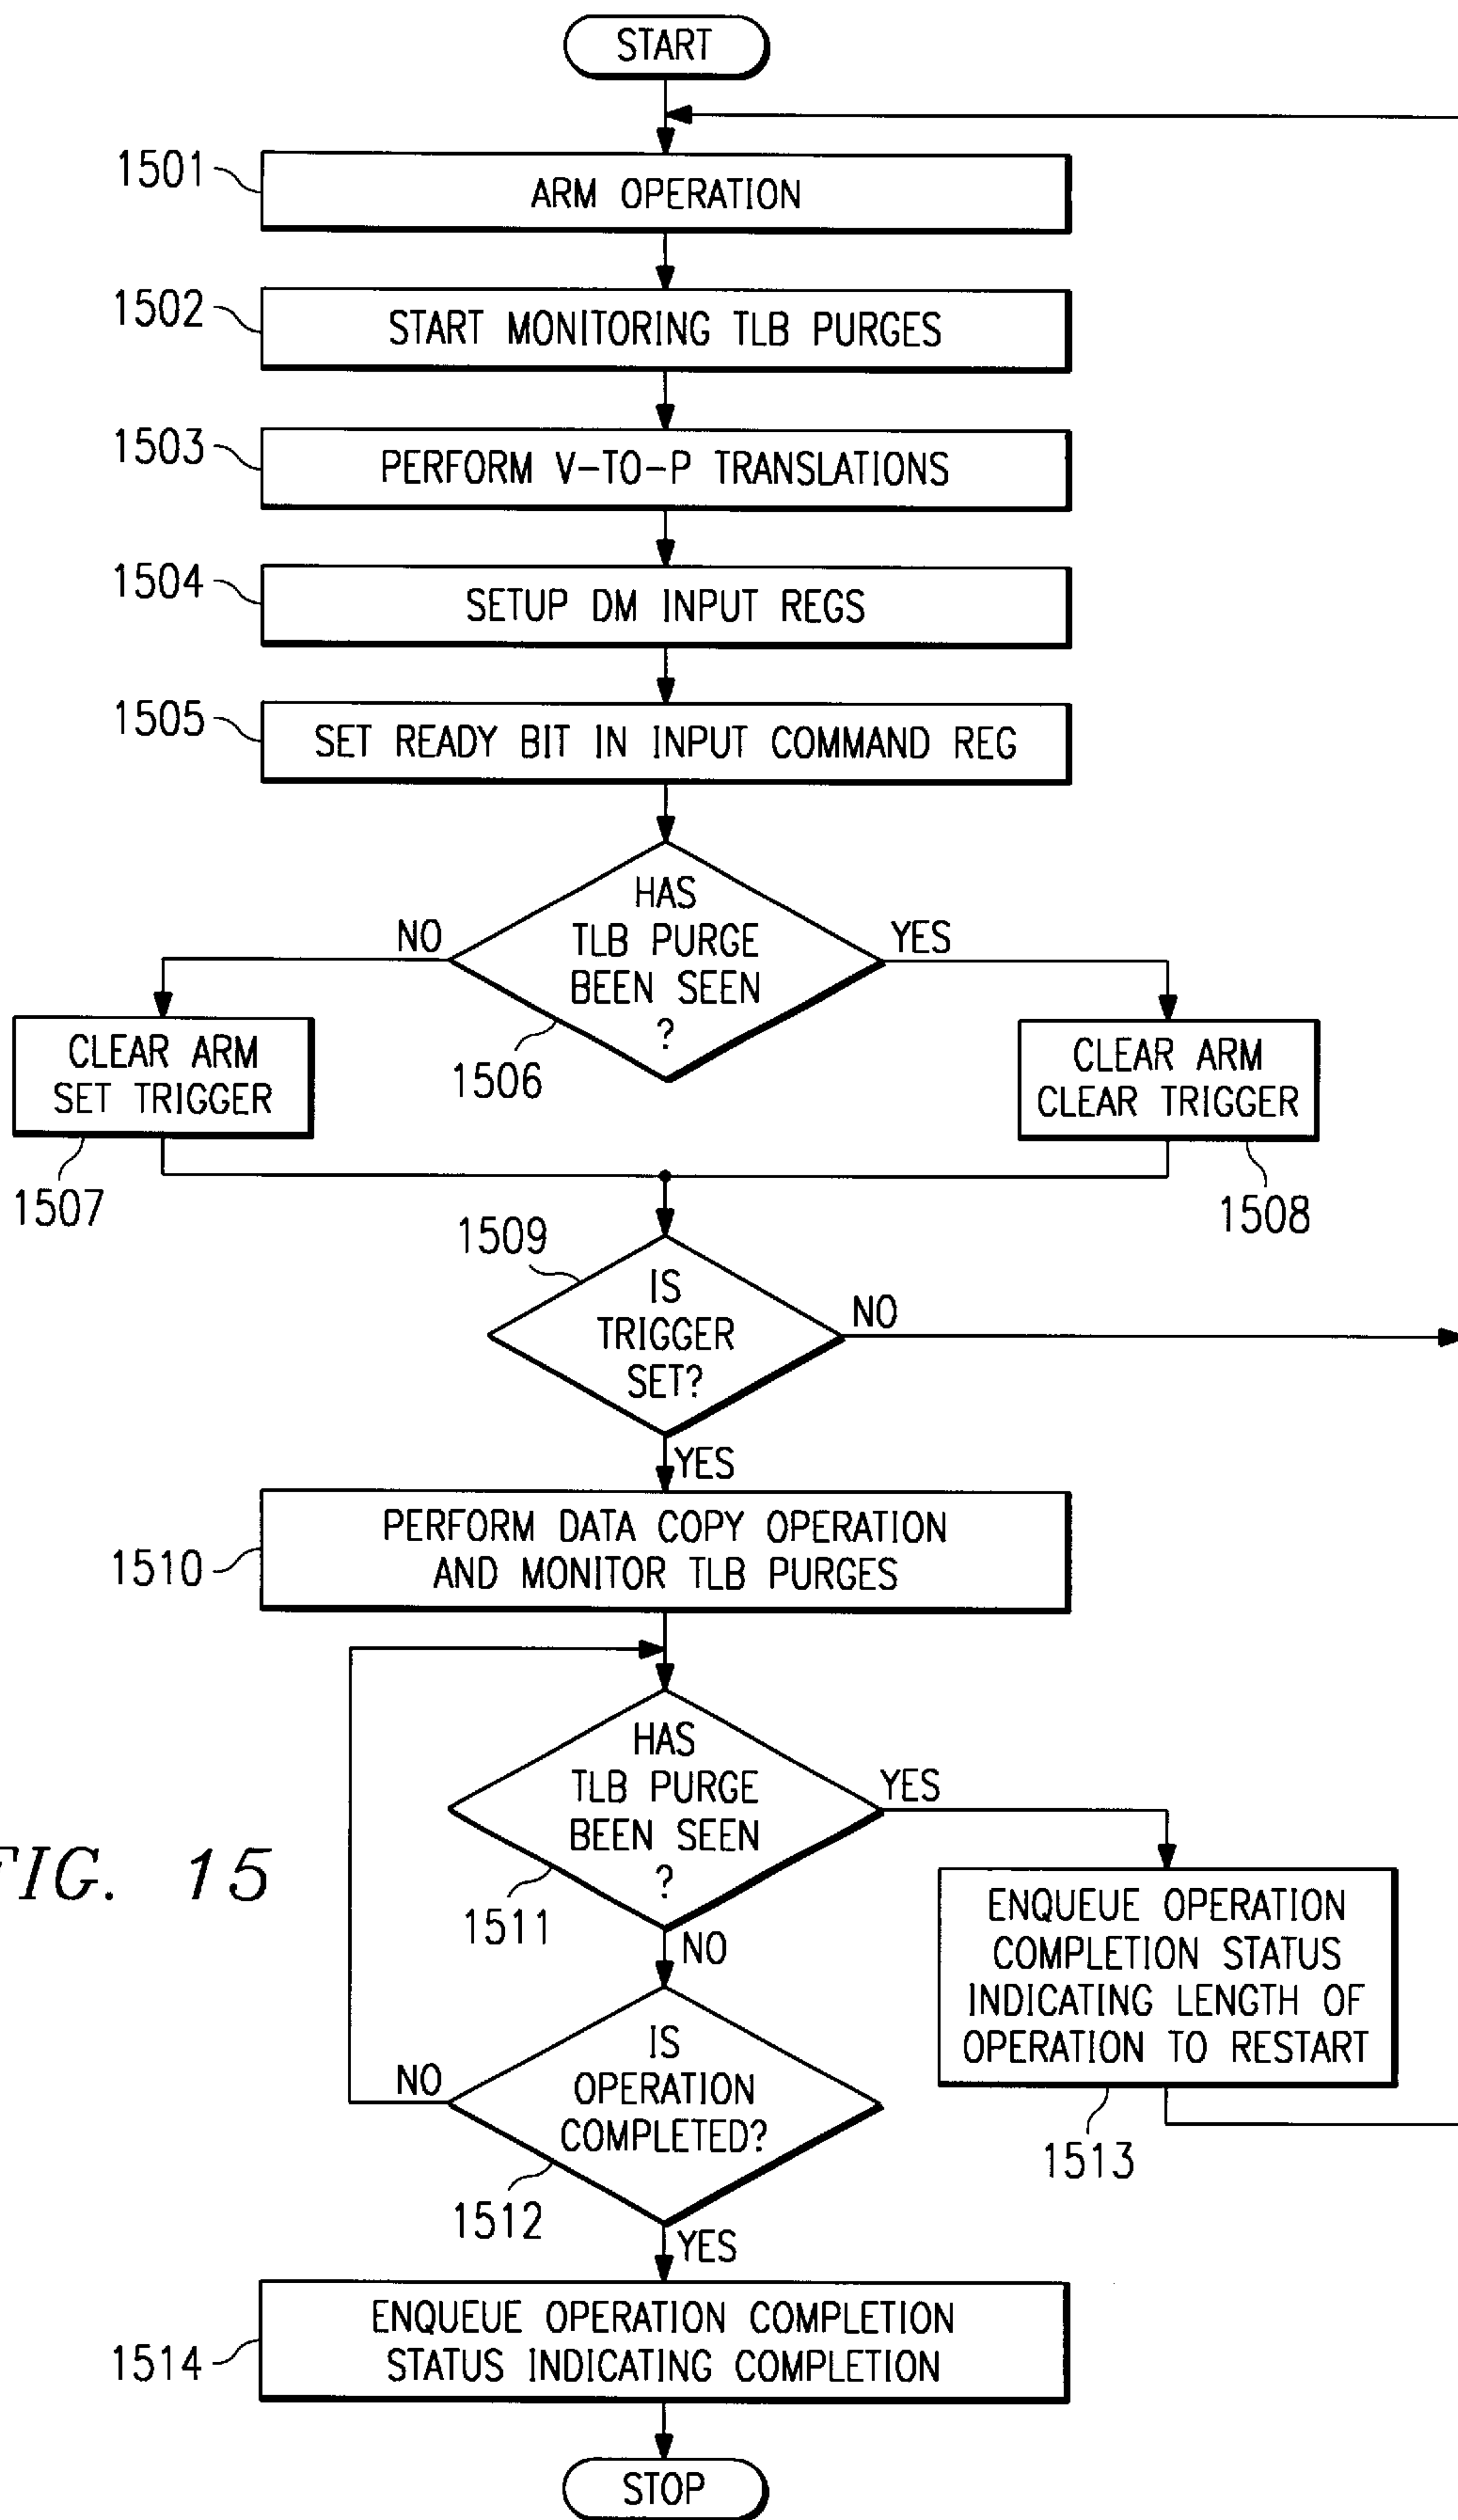 START
1501
ARM OPERATION
1502
START MONITORING TLB PURGES
1503
PERFORM V-TO-P TRANSLATIONS
1504
SETUP DM INPUT REGS
1505
SET READY BIT IN INPUT COMMAND REG
HAS
TLB PURGE
BEEN SEEN
?
NO
YES
1506
CLEAR ARM
SET TRIGGER
1507
CLEAR ARM
CLEAR TRIGGER
1508
1509
IS
TRIGGER
SET?
NO
YES
1510
PERFORM DATA COPY OPERATION
AND MONITOR TLB PURGES
HAS
TLB PURGE
BEEN SEEN
?
YES
1511
NO
FIG. 15
ENQUEUE OPERATION
COMPLETION STATUS
INDICATING LENGTH OF
OPERATION TO RESTART
1513
IS
OPERATION
COMPLETED?
NO
1512
YES
1514
ENQUEUE OPERATION COMPLETION
STATUS INDICATING COMPLETION
STOP